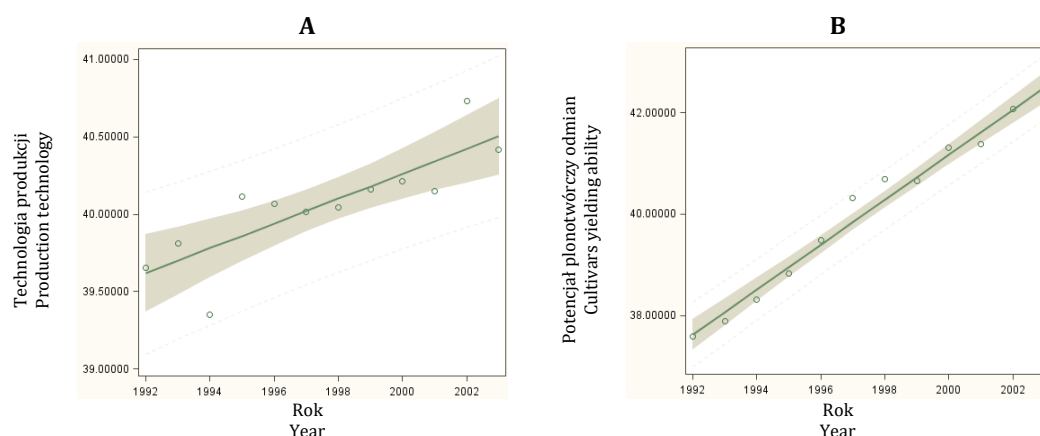 A
B
Technologia produkcji
Production technology
41.00000
40.50000
40.00000
39.50000
39.00000
1992
1994
1996
1998
2000
2002
Rok
Year
Potencjał plonotwórczy odmian
Cultivars yielding ability
42.00000
40.00000
38.00000
1992
1994
1996
1998
2000
2002
Rok
Year